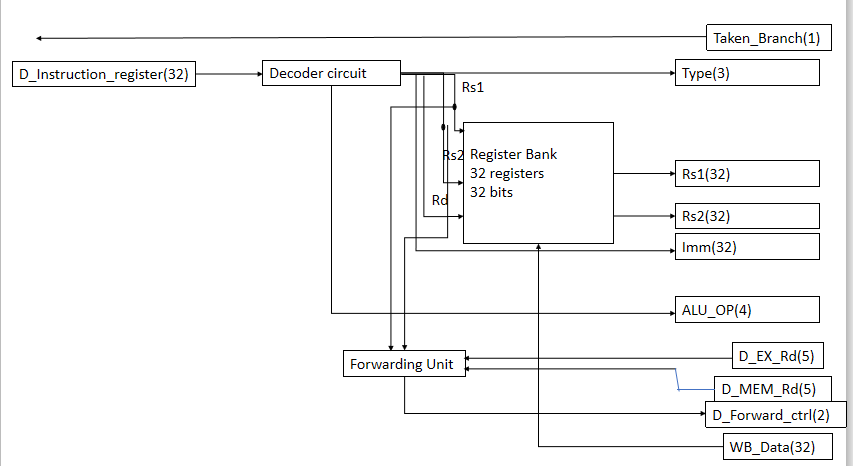 Taken_Branch(1)
D_Instruction_register(32)
Decoder circuit
Type(3)
Rs1
Rs2
Register Bank
32 registers
32 bits
Rd
Rs1(32)
Rs2(32)
Imm(32)
ALU_OP(4)
Forwarding Unit
D_EX_Rd(5)
D_MEM_Rd(5)
D_Forward_ctrl(2)
WB_Data(32)